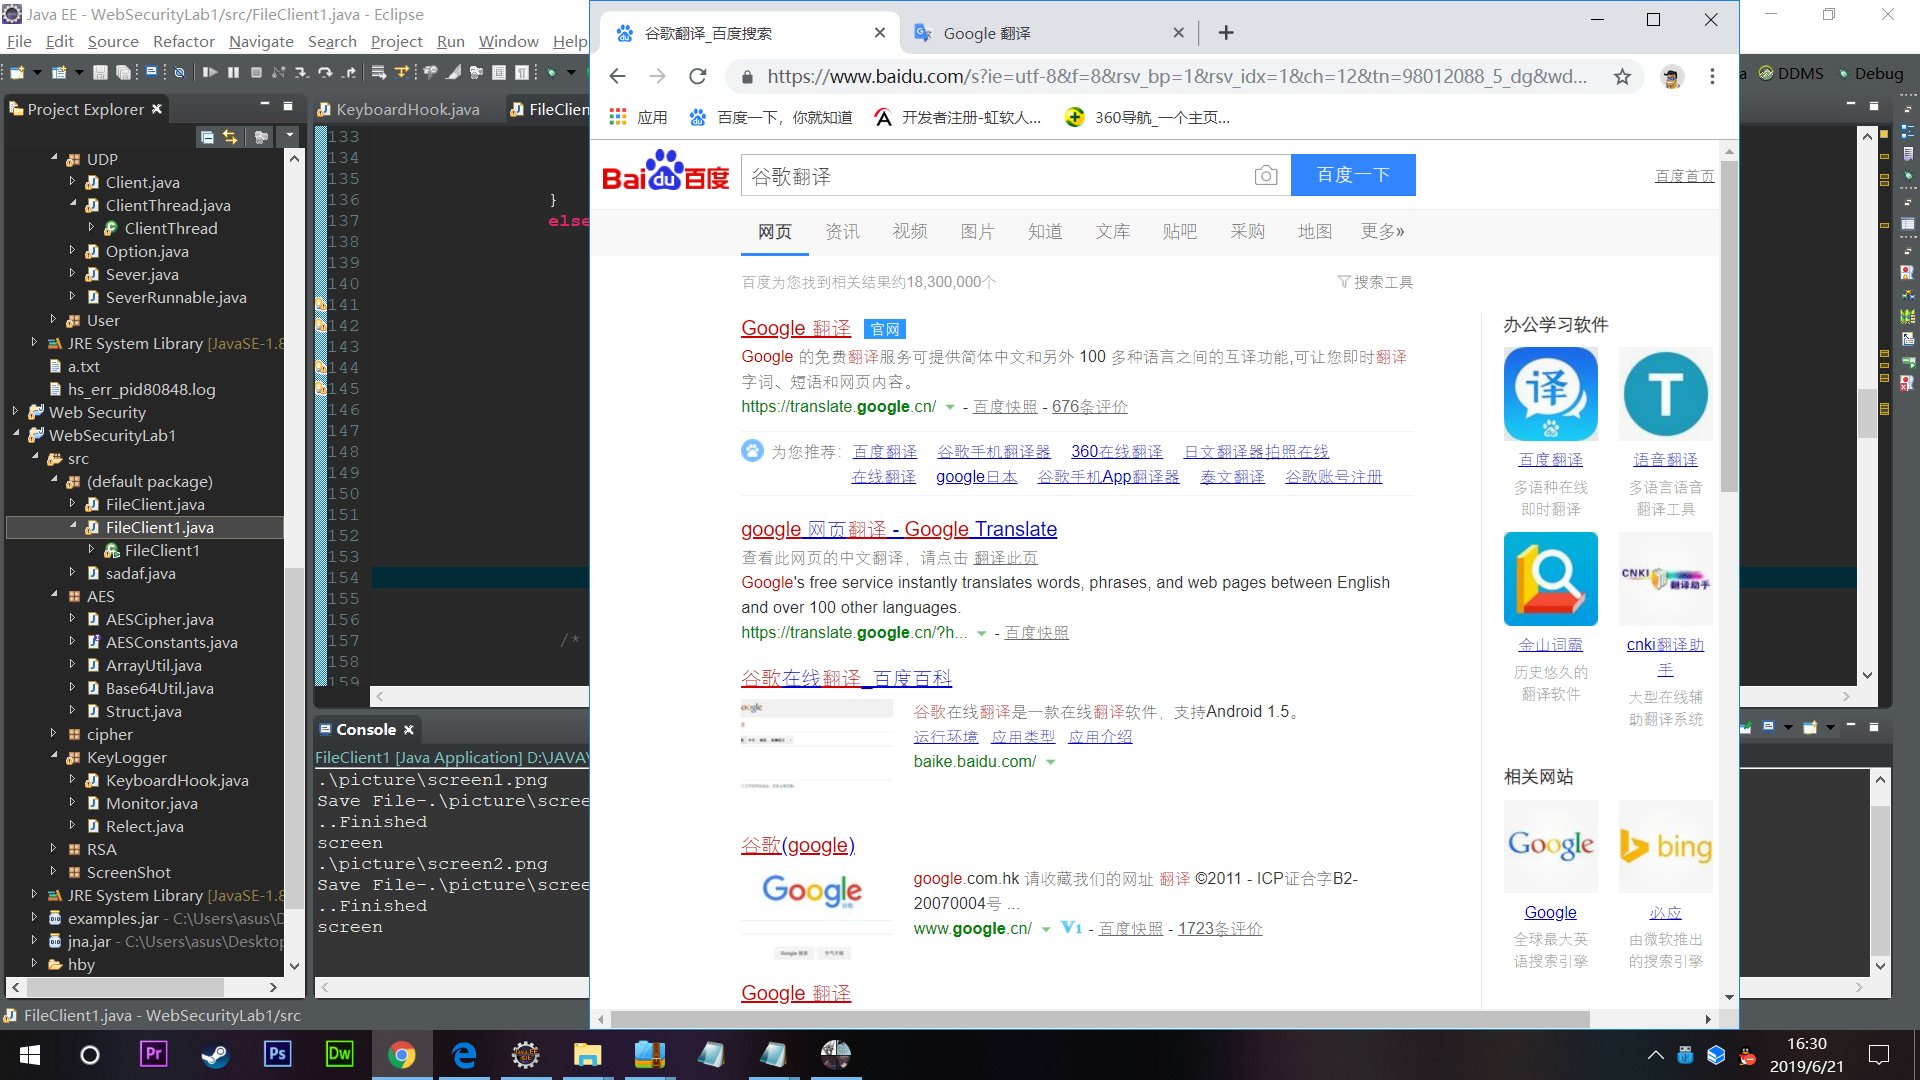 Java EE - WebSecurityLab1/src/FileClient1.java - Eclipse
File Edit Source Refactor Navigate Search Project Run Window Help
DDMS Debug
Project Explorer
UDP
Client.java
ClientThread.java
ClientThread
Option.java
Sever.java
SeverRunnable.java
User
JRE System Library [JavaSE-1.8
a.txt
hs_err_pid80848.log
Web Security
WebSecurityLab1
src
(default package)
FileClient.java
FileClient1.java
FileClient1
sadaf.java
AES
AESCipher.java
AESConstants.java
ArrayUtil.java
Base64Util.java
Struct.java
cipher
KeyLogger
KeyboardHook.java
Monitor.java
Relect.java
RSA
ScreenShot
JRE System Library [JavaSE-1.8
examples.jar - C:\Users\asus\D
jna.jar - C:\Users\asus\Desktop
hby
FileClient1.java - WebSecurityLab1/src
KeyboardHook.java FileClien
133
134
135
136 }
137 else
138
139
140
141
142
143
144
145
146
147
148
149
150
151
152
153
154
155
156
157 /*
158
159
Console
FileClient1 [Java Application] D:\JAVA\
.\picture\screen1.png
Save File-.\picture\scree
..Finished
screen
.\picture\screen2.png
Save File-.\picture\scree
..Finished
screen
谷歌翻译_百度搜索 Google 翻译
https://www.baidu.com/s?ie=utf-8&f=8&rsv_bp=1&rsv_idx=1&ch=12&tn=98012088_5_dg&wd...
应用 百度一下，你就知道 开发者注册-虹软人... 360导航_一个主页...
Bai du 百度 谷歌翻译 百度一下 百度首页
网页 资讯 视频 图片 知道 文库 贴吧 采购 地图 更多»
百度为您找到相关结果约18,300,000个 搜索工具
Google 翻译 官网
Google 的免费翻译服务可提供简体中文和另外 100 多种语言之间的互译功能,可让您即时翻译
字词、短语和网页内容。
https://translate.google.cn/ - 百度快照 - 676条评价
为您推荐: 百度翻译 谷歌手机翻译器 360在线翻译 日文翻译器拍照在线
在线翻译 google日本 谷歌手机App翻译器 泰文翻译 谷歌账号注册
google 网页翻译 - Google Translate
查看此网页的中文翻译，请点击 翻译此页
Google's free service instantly translates words, phrases, and web pages between English
and over 100 other languages.
https://translate.google.cn/?h... - 百度快照
谷歌在线翻译_百度百科
谷歌在线翻译是一款在线翻译软件，支持Android 1.5。
运行环境 应用类型 应用介绍
baike.baidu.com/
谷歌(google)
Google
google.com.hk 请收藏我们的网址 翻译 ©2011 - ICP证合字B2-
20070004号 ...
www.google.cn/ V1 - 百度快照 - 1723条评价
Google 翻译
办公学习软件
译 T
百度翻译 语音翻译
多语种在线 多语言语音
即时翻译 翻译工具
CNKI 翻译助手
金山词霸 cnki翻译助
手
历史悠久的
翻译软件
大型在线辅
助翻译系统
相关网站
Google bing
Google 必应
全球最大英 由微软推出
语搜索引擎 的搜索引擎
Pr Ps Dw
16:30
2019/6/21